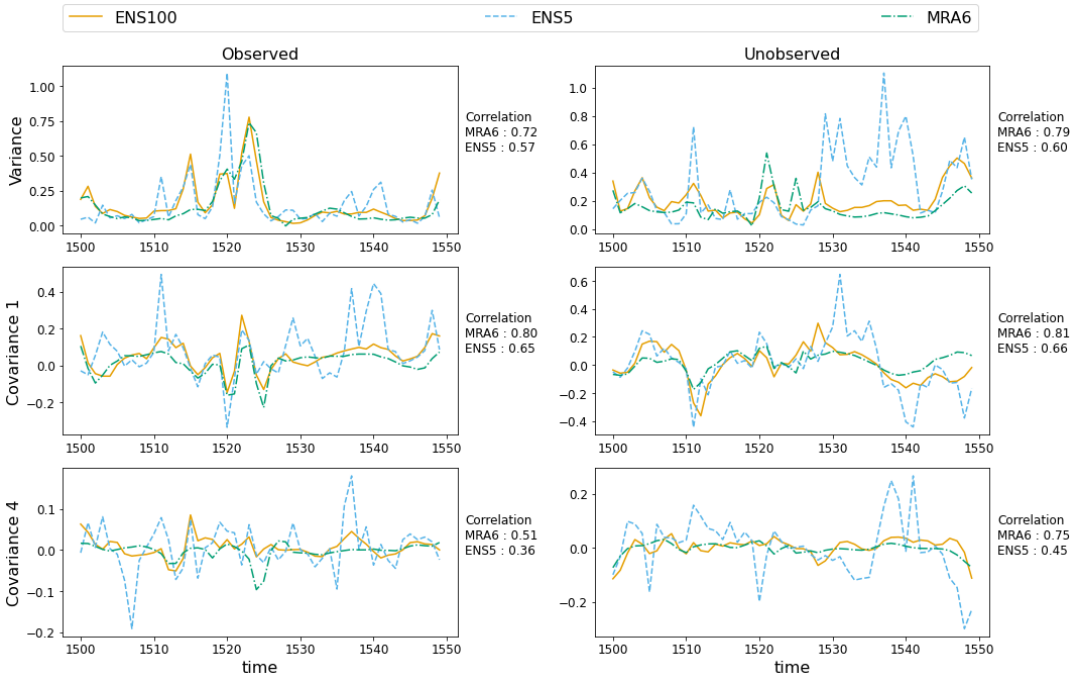 ENS100 ENS5 MRA6
Observed Unobserved
Variance
1.00
0.75
0.50
0.25
0.00
1500 1510 1520 1530 1540 1550
Correlation
MRA6 : 0.72
ENS5 : 0.57
1.0
0.8
0.6
0.4
0.2
0.0
1500 1510 1520 1530 1540 1550
Correlation
MRA6 : 0.79
ENS5 : 0.60
Covariance 1
0.4
0.2
0.0
−0.2
1500 1510 1520 1530 1540 1550
Correlation
MRA6 : 0.80
ENS5 : 0.65
0.6
0.4
0.2
0.0
−0.2
−0.4
1500 1510 1520 1530 1540 1550
Correlation
MRA6 : 0.81
ENS5 : 0.66
Covariance 4
0.1
0.0
−0.1
−0.2
1500 1510 1520 1530 1540 1550
time
Correlation
MRA6 : 0.51
ENS5 : 0.36
0.2
0.0
−0.2
1500 1510 1520 1530 1540 1550
time
Correlation
MRA6 : 0.75
ENS5 : 0.45